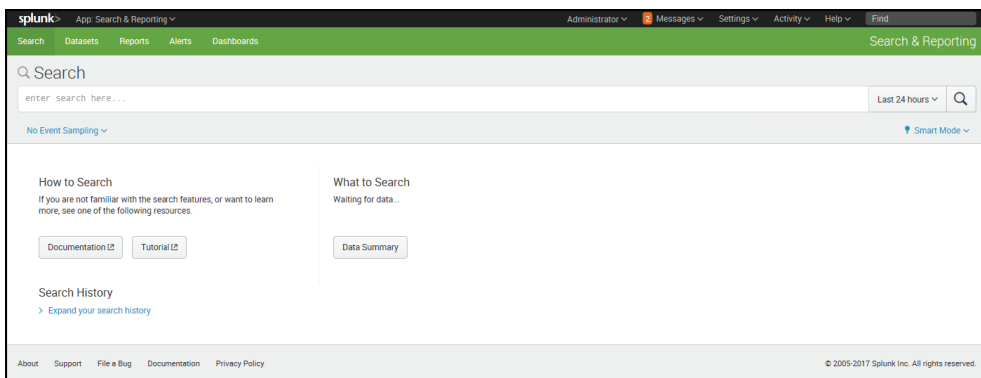 splunk> App: Search & Reporting Administrator 2 Messages Settings Activity Help Find
Search Datasets Reports Alerts Dashboards Search & Reporting
Search
enter search here... Last 24 hours
No Event Sampling Smart Mode
How to Search What to Search
If you are not familiar with the search features, or want to learn Waiting for data...
more, see one of the following resources.
Documentation Tutorial Data Summary
Search History
> Expand your search history
About Support File a Bug Documentation Privacy Policy © 2005-2017 Splunk Inc. All rights reserved.